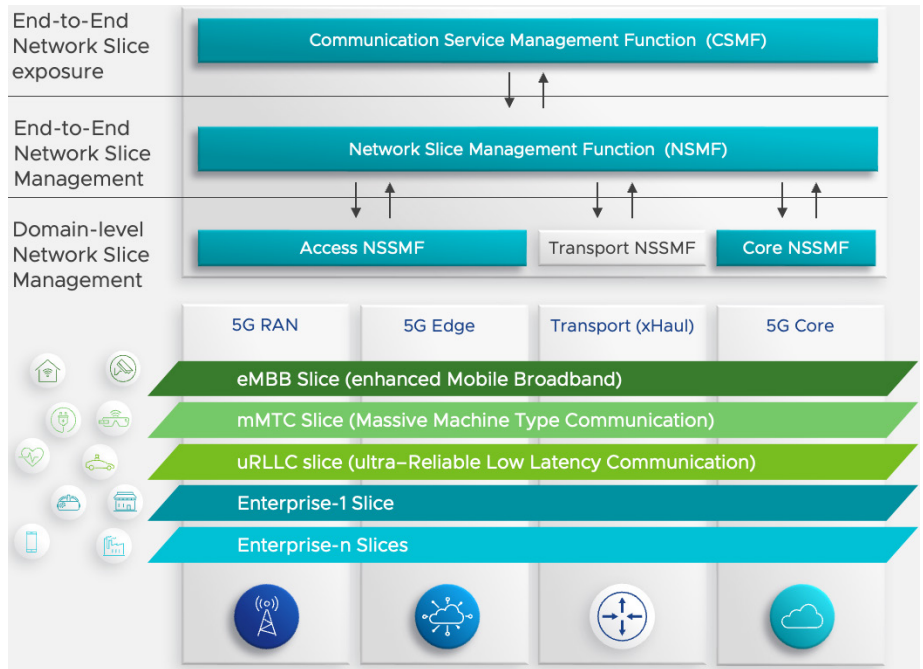 End-to-End
Network Slice
exposure
Communication Service Management Function (CSMF)
End-to-End
Network Slice
Management
Network Slice Management Function (NSMF)
Domain-level
Network Slice
Management
Access NSSMF
Transport NSSMF
Core NSSMF
5G RAN
5G Edge
Transport (xHaul)
5G Core
eMBB Slice (enhanced Mobile Broadband)
mMTC Slice (Massive Machine Type Communication)
uRLLC slice (ultra–Reliable Low Latency Communication)
Enterprise-1 Slice
Enterprise-n Slices